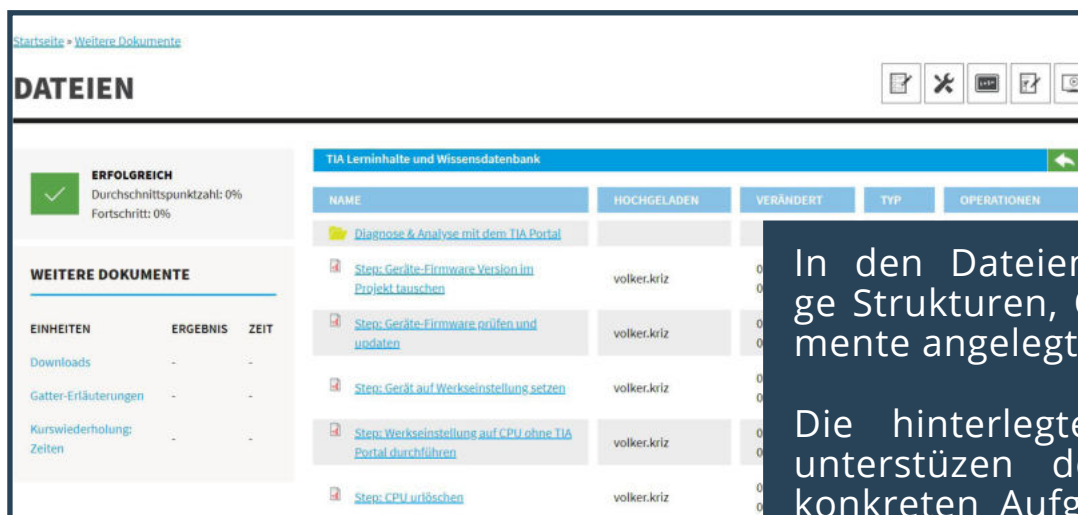 Startseite » Weitere Dokumente
DATEIEN
ERFOLGREICH
Durchschnittspunktzahl: 0%
Fortschritt: 0%
WEITERE DOKUMENTE
EINHEITEN ERGEBNIS ZEIT
Downloads - -
Gatter-Erläuterungen - -
Kurswiederholung:
Zeiten - -
TIA Lerninhalte und Wissensdatenbank
NAME HOCHGELADEN VERÄNDERT TYP OPERATIONEN
Diagnose & Analyse mit dem TIA Portal
Step: Geräte-Firmware Version im
Projekt tauschen
volker.kriz
Step: Geräte-Firmware prüfen und
updaten
volker.kriz
Step: Gerät auf Werkseinstellung setzen volker.kriz
Step: Werkseinstellung auf CPU ohne TIA
Portal durchführen
volker.kriz
Step: CPU urlöschen volker.kriz
In den Dateien
ge Strukturen,
mente angelegt
Die hinterlegte
unterstüzen de
konkreten Aufg